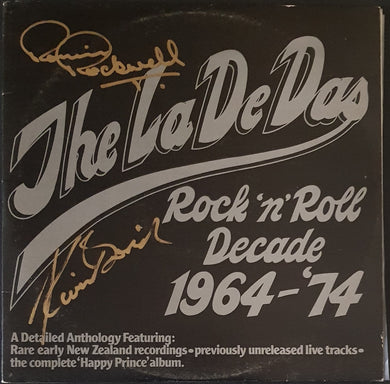 The La De Das
Rock 'n' Roll
Decade
1964-'74
A Detailed Anthology Featuring:
Rare early New Zealand recordings • previously unreleased live tracks •
the complete 'Happy Prince' album.